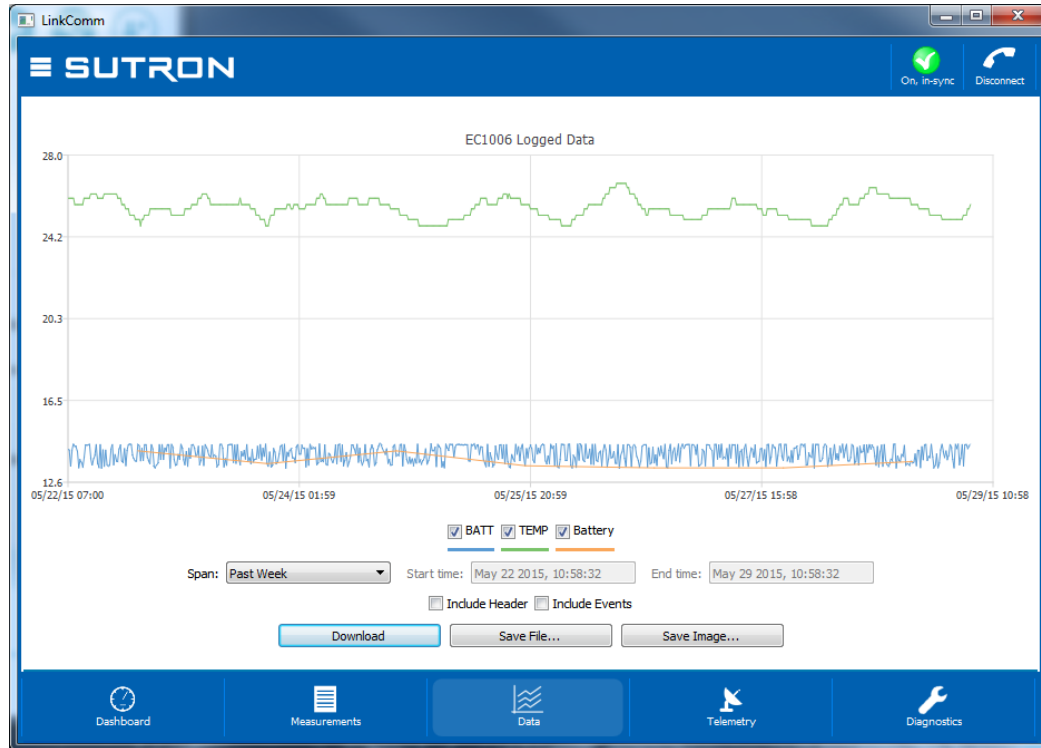 LinkComm
SUTRON
On, in-sync
Disconnect
EC1006 Logged Data
28.0
24.2
20.3
16.5
12.6
05/22/15 07:00
05/24/15 01:59
05/25/15 20:59
05/27/15 15:58
05/29/15 10:58
BATT TEMP Battery
Span: Past Week Start time: May 22 2015, 10:58:32 End time: May 29 2015, 10:58:32
Include Header Include Events
Download Save File... Save Image...
Dashboard Measurements Data Telemetry Diagnostics